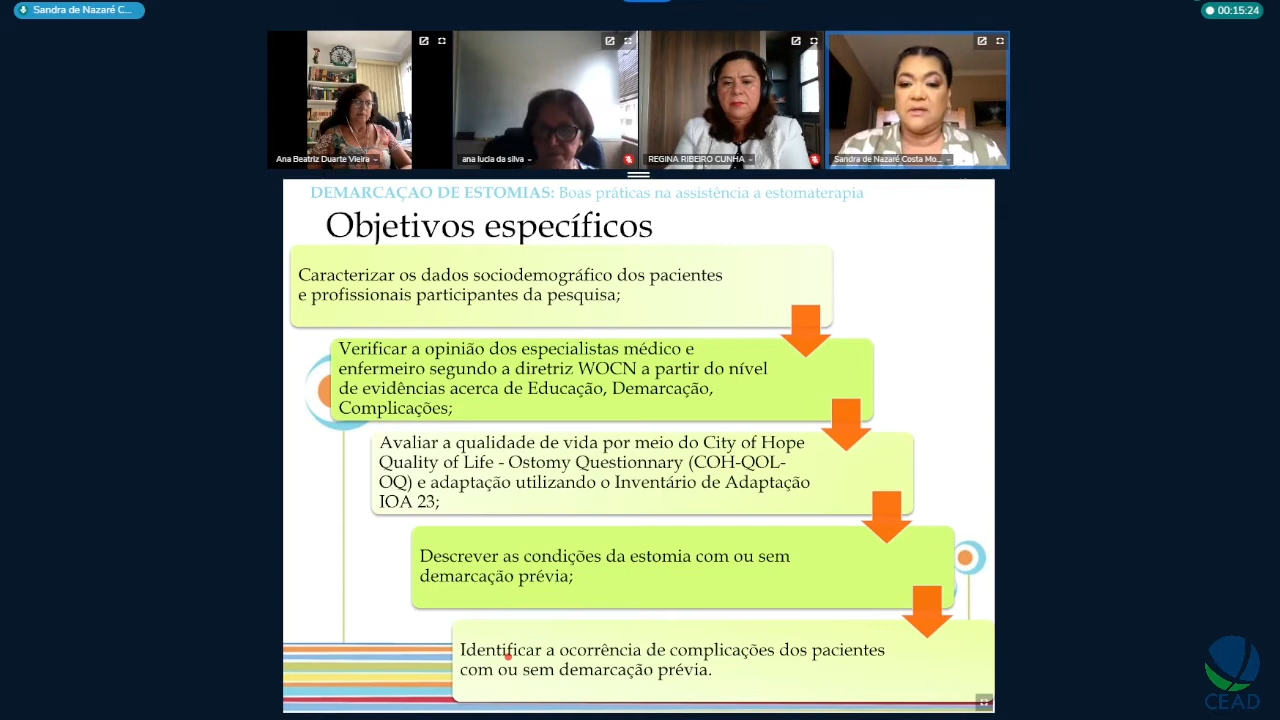 Sandra de Nazaré C...
00:15:24
Ana Beatriz Duarte Vieira
ana lucia da silva
REGINA RIBEIRO CUNHA
Sandra de Nazaré Costa Mo...
DEMARCAÇAO DE ESTOMIAS: Boas práticas na assistência a estomaterapia
Objetivos específicos
Caracterizar os dados sociodemográfico dos pacientes
e profissionais participantes da pesquisa;
Verificar a opinião dos especialistas médico e
enfermeiro segundo a diretriz WOCN a partir do nível
de evidências acerca de Educação, Demarcação,
Complicações;
Avaliar a qualidade de vida por meio do City of Hope
Quality of Life - Ostomy Questionnary (COH-QOL-
OQ) e adaptação utilizando o Inventário de Adaptação
IOA 23;
Descrever as condições da estomia com ou sem
demarcação prévia;
Identificar a ocorrência de complicações dos pacientes
com ou sem demarcação prévia.
CEAD